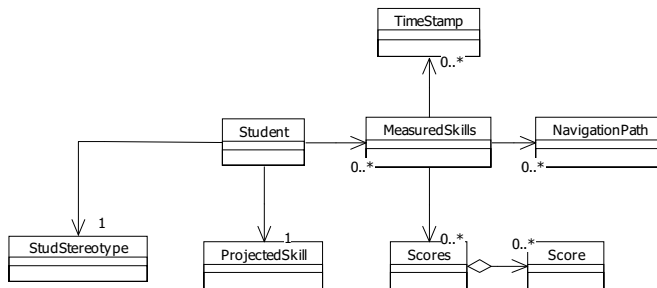 TimeStamp
0..*
Student
MeasuredSkills
NavigationPath
0..*
0..*
1
StudStereotype
1
ProjectedSkill
0..*
Scores
0..*
Score